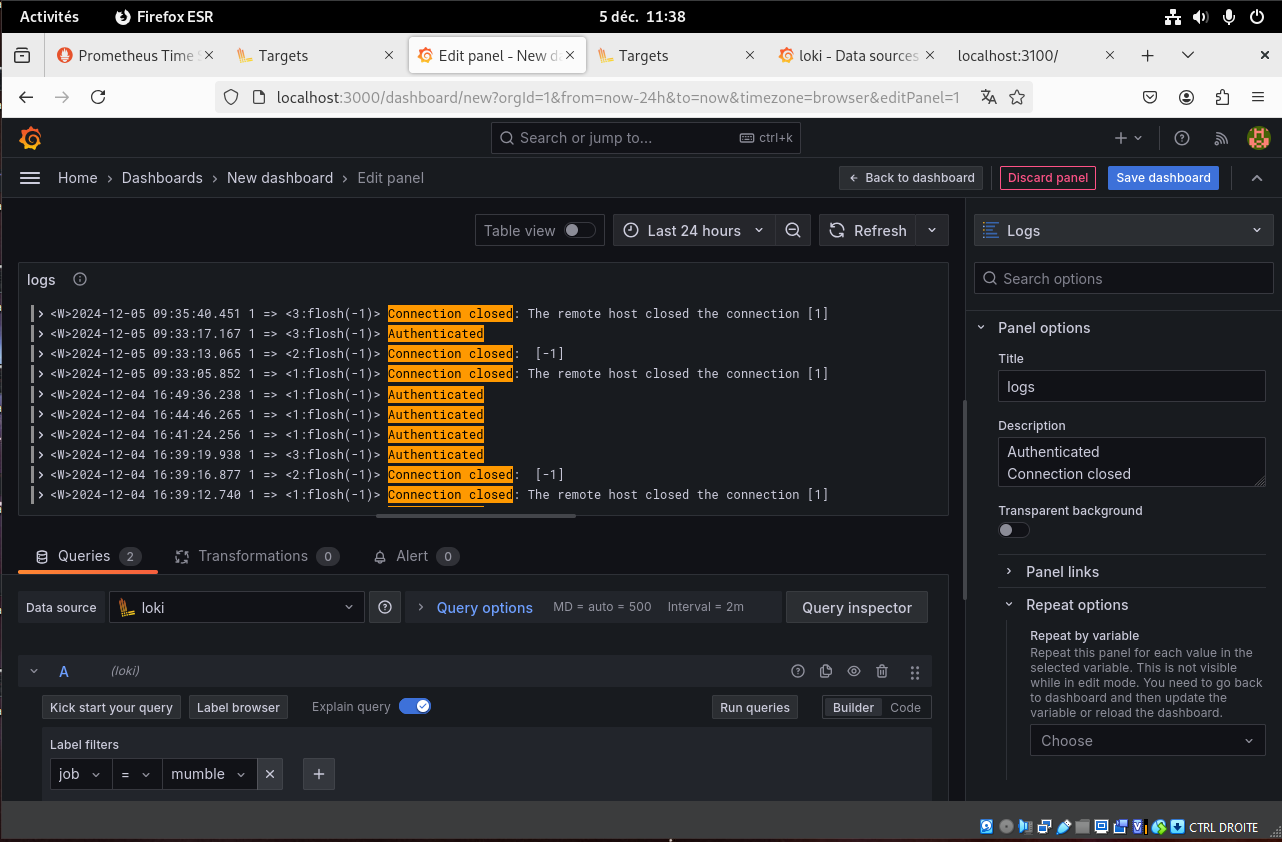 Activités
Firefox ESR
5 déc. 11:38
Prometheus Time S
Targets
Edit panel - New da
Targets
loki - Data sources
localhost:3100/
localhost:3000/dashboard/new?orgId=1&from=now-24h&to=now&timezone=browser&editPanel=1
Search or jump to...
ctrl+k
Home › Dashboards › New dashboard › Edit panel
Back to dashboard
Discard panel
Save dashboard
Table view
Last 24 hours
Refresh
Logs
Search options
logs
<W>2024-12-05 09:35:40.451 1 => <3:flosh(-1)> Connection closed: The remote host closed the connection [1]
<W>2024-12-05 09:33:17.167 1 => <3:flosh(-1)> Authenticated
<W>2024-12-05 09:33:13.065 1 => <2:flosh(-1)> Connection closed:  [-1]
<W>2024-12-05 09:33:05.852 1 => <1:flosh(-1)> Connection closed: The remote host closed the connection [1]
<W>2024-12-04 16:49:36.238 1 => <1:flosh(-1)> Authenticated
<W>2024-12-04 16:44:46.265 1 => <1:flosh(-1)> Authenticated
<W>2024-12-04 16:41:24.256 1 => <1:flosh(-1)> Authenticated
<W>2024-12-04 16:39:19.938 1 => <3:flosh(-1)> Authenticated
<W>2024-12-04 16:39:16.877 1 => <2:flosh(-1)> Connection closed:  [-1]
<W>2024-12-04 16:39:12.740 1 => <1:flosh(-1)> Connection closed: The remote host closed the connection [1]
Panel options
Title
logs
Description
Authenticated
Connection closed
Transparent background
Panel links
Repeat options
Repeat by variable
Repeat this panel for each value in the
selected variable. This is not visible
while in edit mode. You need to go back
to dashboard and then update the
variable or reload the dashboard.
Choose
Queries 2
Transformations 0
Alert 0
Data source
loki
Query options
MD = auto = 500
Interval = 2m
Query inspector
A
(loki)
Kick start your query
Label browser
Explain query
Run queries
Builder
Code
Label filters
job
=
mumble
CTRL DROITE